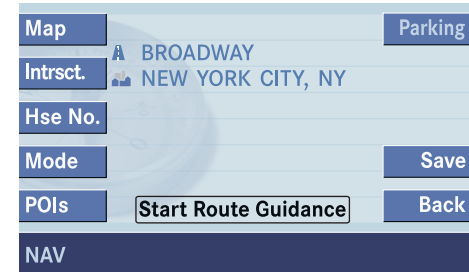 Map
Parking
BROADWAY
Intrsct.
NEW YORK CITY, NY
Hse No.
Mode
Save
POIs
Start Route Guidance
Back
NAV